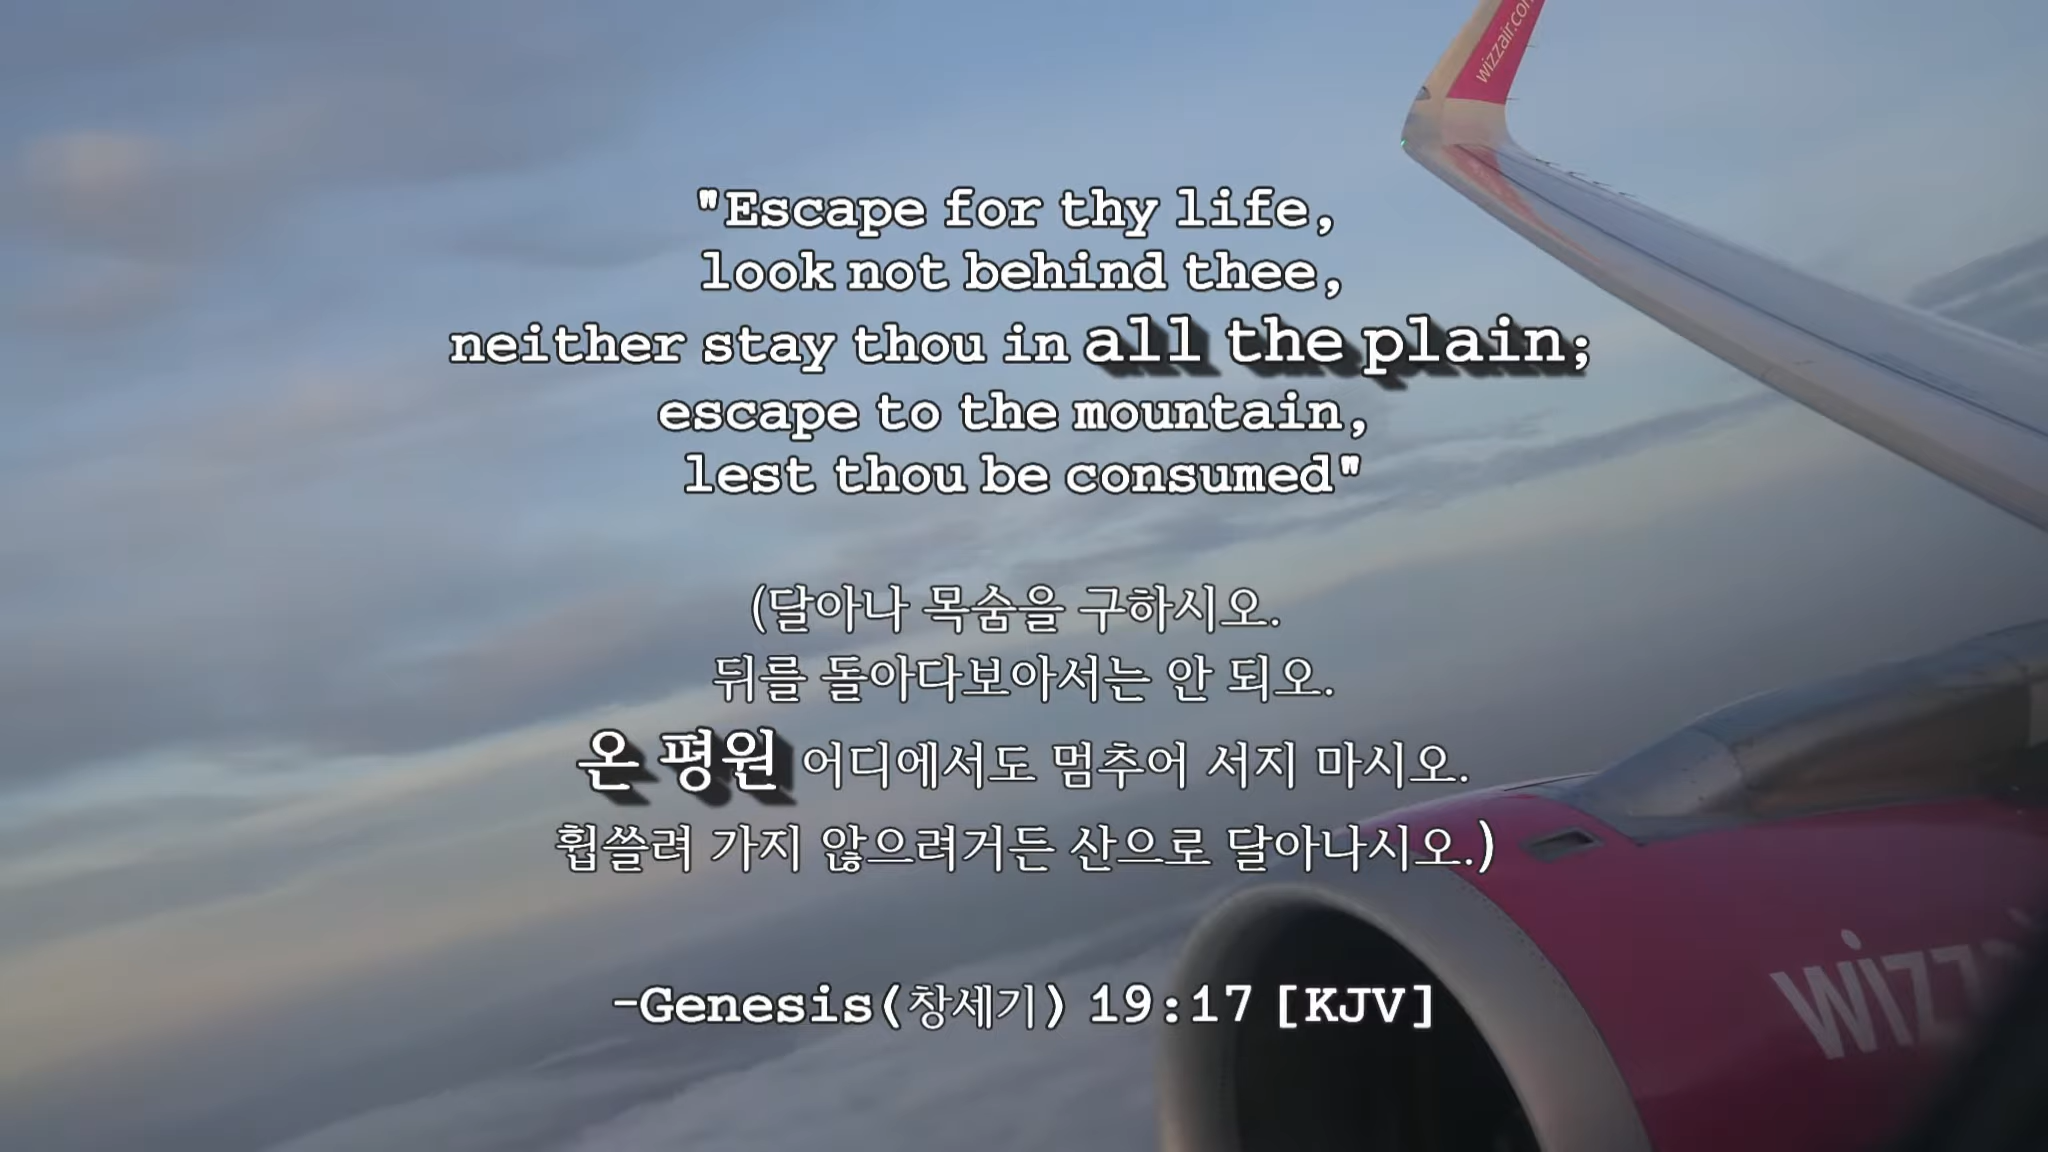 wizzair.com
"Escape for thy life,
look not behind thee,
neither stay thou in all the plain;
escape to the mountain,
lest thou be consumed"
(달아나 목숨을 구하시오.
뒤를 돌아다보아서는 안 되오.
온 평원 어디에서도 멈추어 서지 마시오.
휩쓸려 가지 않으려거든 산으로 달아나시오.)
-Genesis(창세기) 19:17 [KJV]